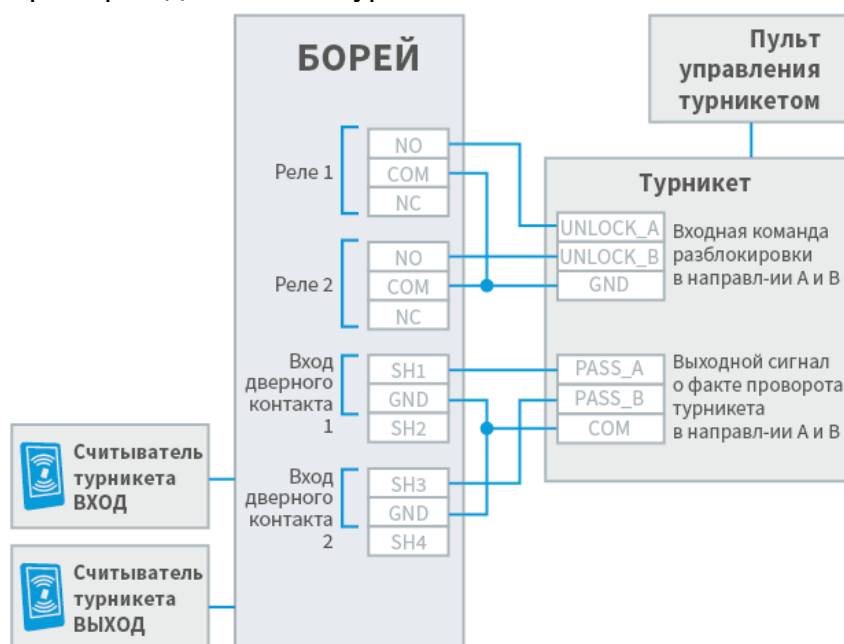 БОРЕЙ
Пульт
управления
турникетом
Реле 1
NO
COM
NC
Реле 2
NO
COM
NC
Вход
дверного
контакта
1
SH1
GND
SH2
Вход
дверного
контакта
2
SH3
GND
SH4
Турникет
UNLOCK_A
UNLOCK_B
GND
Входная команда
разблокировки
в направл-ии А и В
PASS_A
PASS_B
COM
Выходной сигнал
о факте проворота
турникета
в направл-ии А и В
Считыватель
турникета
ВХОД
Считыватель
турникета
ВЫХОД